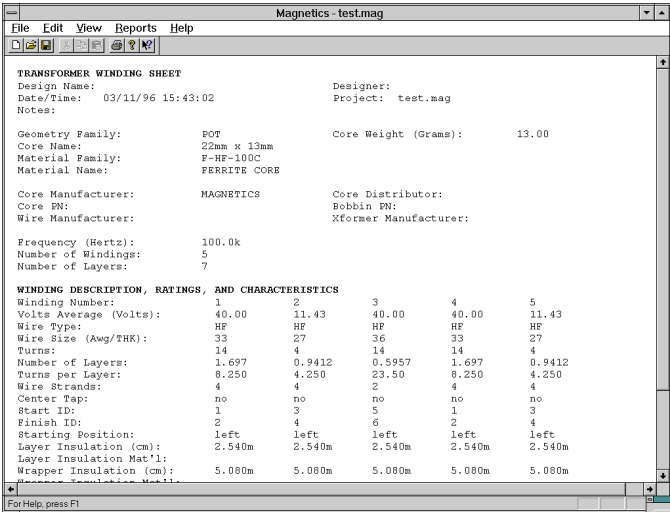 Magnetics - test.mag
File Edit View Reports Help
TRANSFORMER WINDING SHEET
Design Name: Designer:
Date/Time: 03/11/96 15:43:02 Project: test.mag
Notes:
Geometry Family: POT Core Weight (Grams): 13.00
Core Name: 22mm x 13mm
Material Family: F-HF-100C
Material Name: FERRITE CORE
Core Manufacturer: MAGNETICS Core Distributor:
Core PN: Bobbin PN:
Wire Manufacturer: Xformer Manufacturer:
Frequency (Hertz): 100.0k
Number of Windings: 5
Number of Layers: 7
WINDING DESCRIPTION, RATINGS, AND CHARACTERISTICS
Winding Number: 1 2 3 4 5
Volts Average (Volts): 40.00 11.43 40.00 40.00 11.43
Wire Type: HF HF HF HF HF
Wire Size (Awg/THK): 33 27 36 33 27
Turns: 14 4 14 14 4
Number of Layers: 1.697 0.9412 0.5957 1.697 0.9412
Turns per Layer: 8.250 4.250 23.50 8.250 4.250
Wire Strands: 4 4 2 4 4
Center Tap: no no no no no
Start ID: 1 3 5 1 3
Finish ID: 2 4 6 2 4
Starting Position: left left left left left
Layer Insulation (cm): 2.540m 2.540m 2.540m 2.540m 2.540m
Layer Insulation Mat'l:
Wrapper Insulation (cm): 5.080m 5.080m 5.080m 5.080m 5.080m
Wrapper Insulation Mat'l:
For Help, press F1